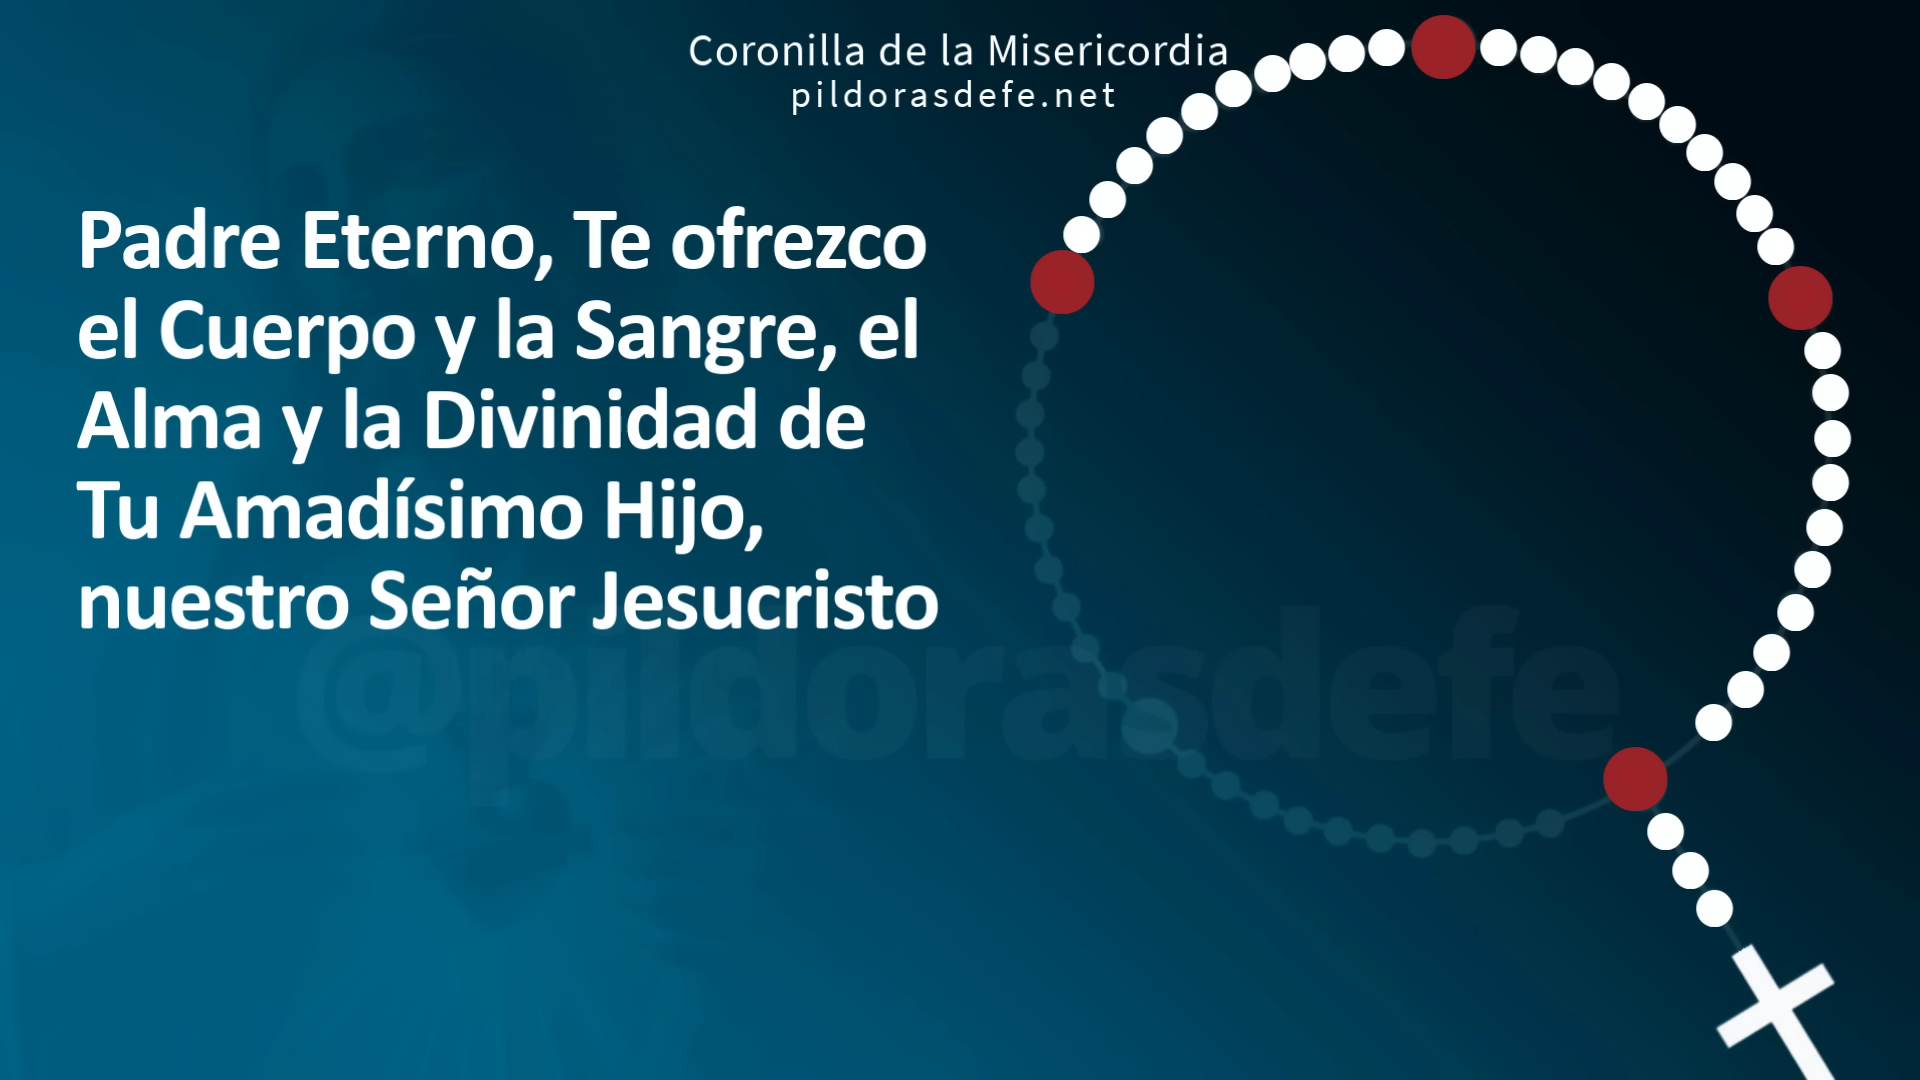 Coronilla de la Misericordia
pildorasdefe.net
Padre Eterno, Te ofrezco
el Cuerpo y la Sangre, el
Alma y la Divinidad de
Tu Amadísimo Hijo,
nuestro Señor Jesucristo
@pildorasdefe